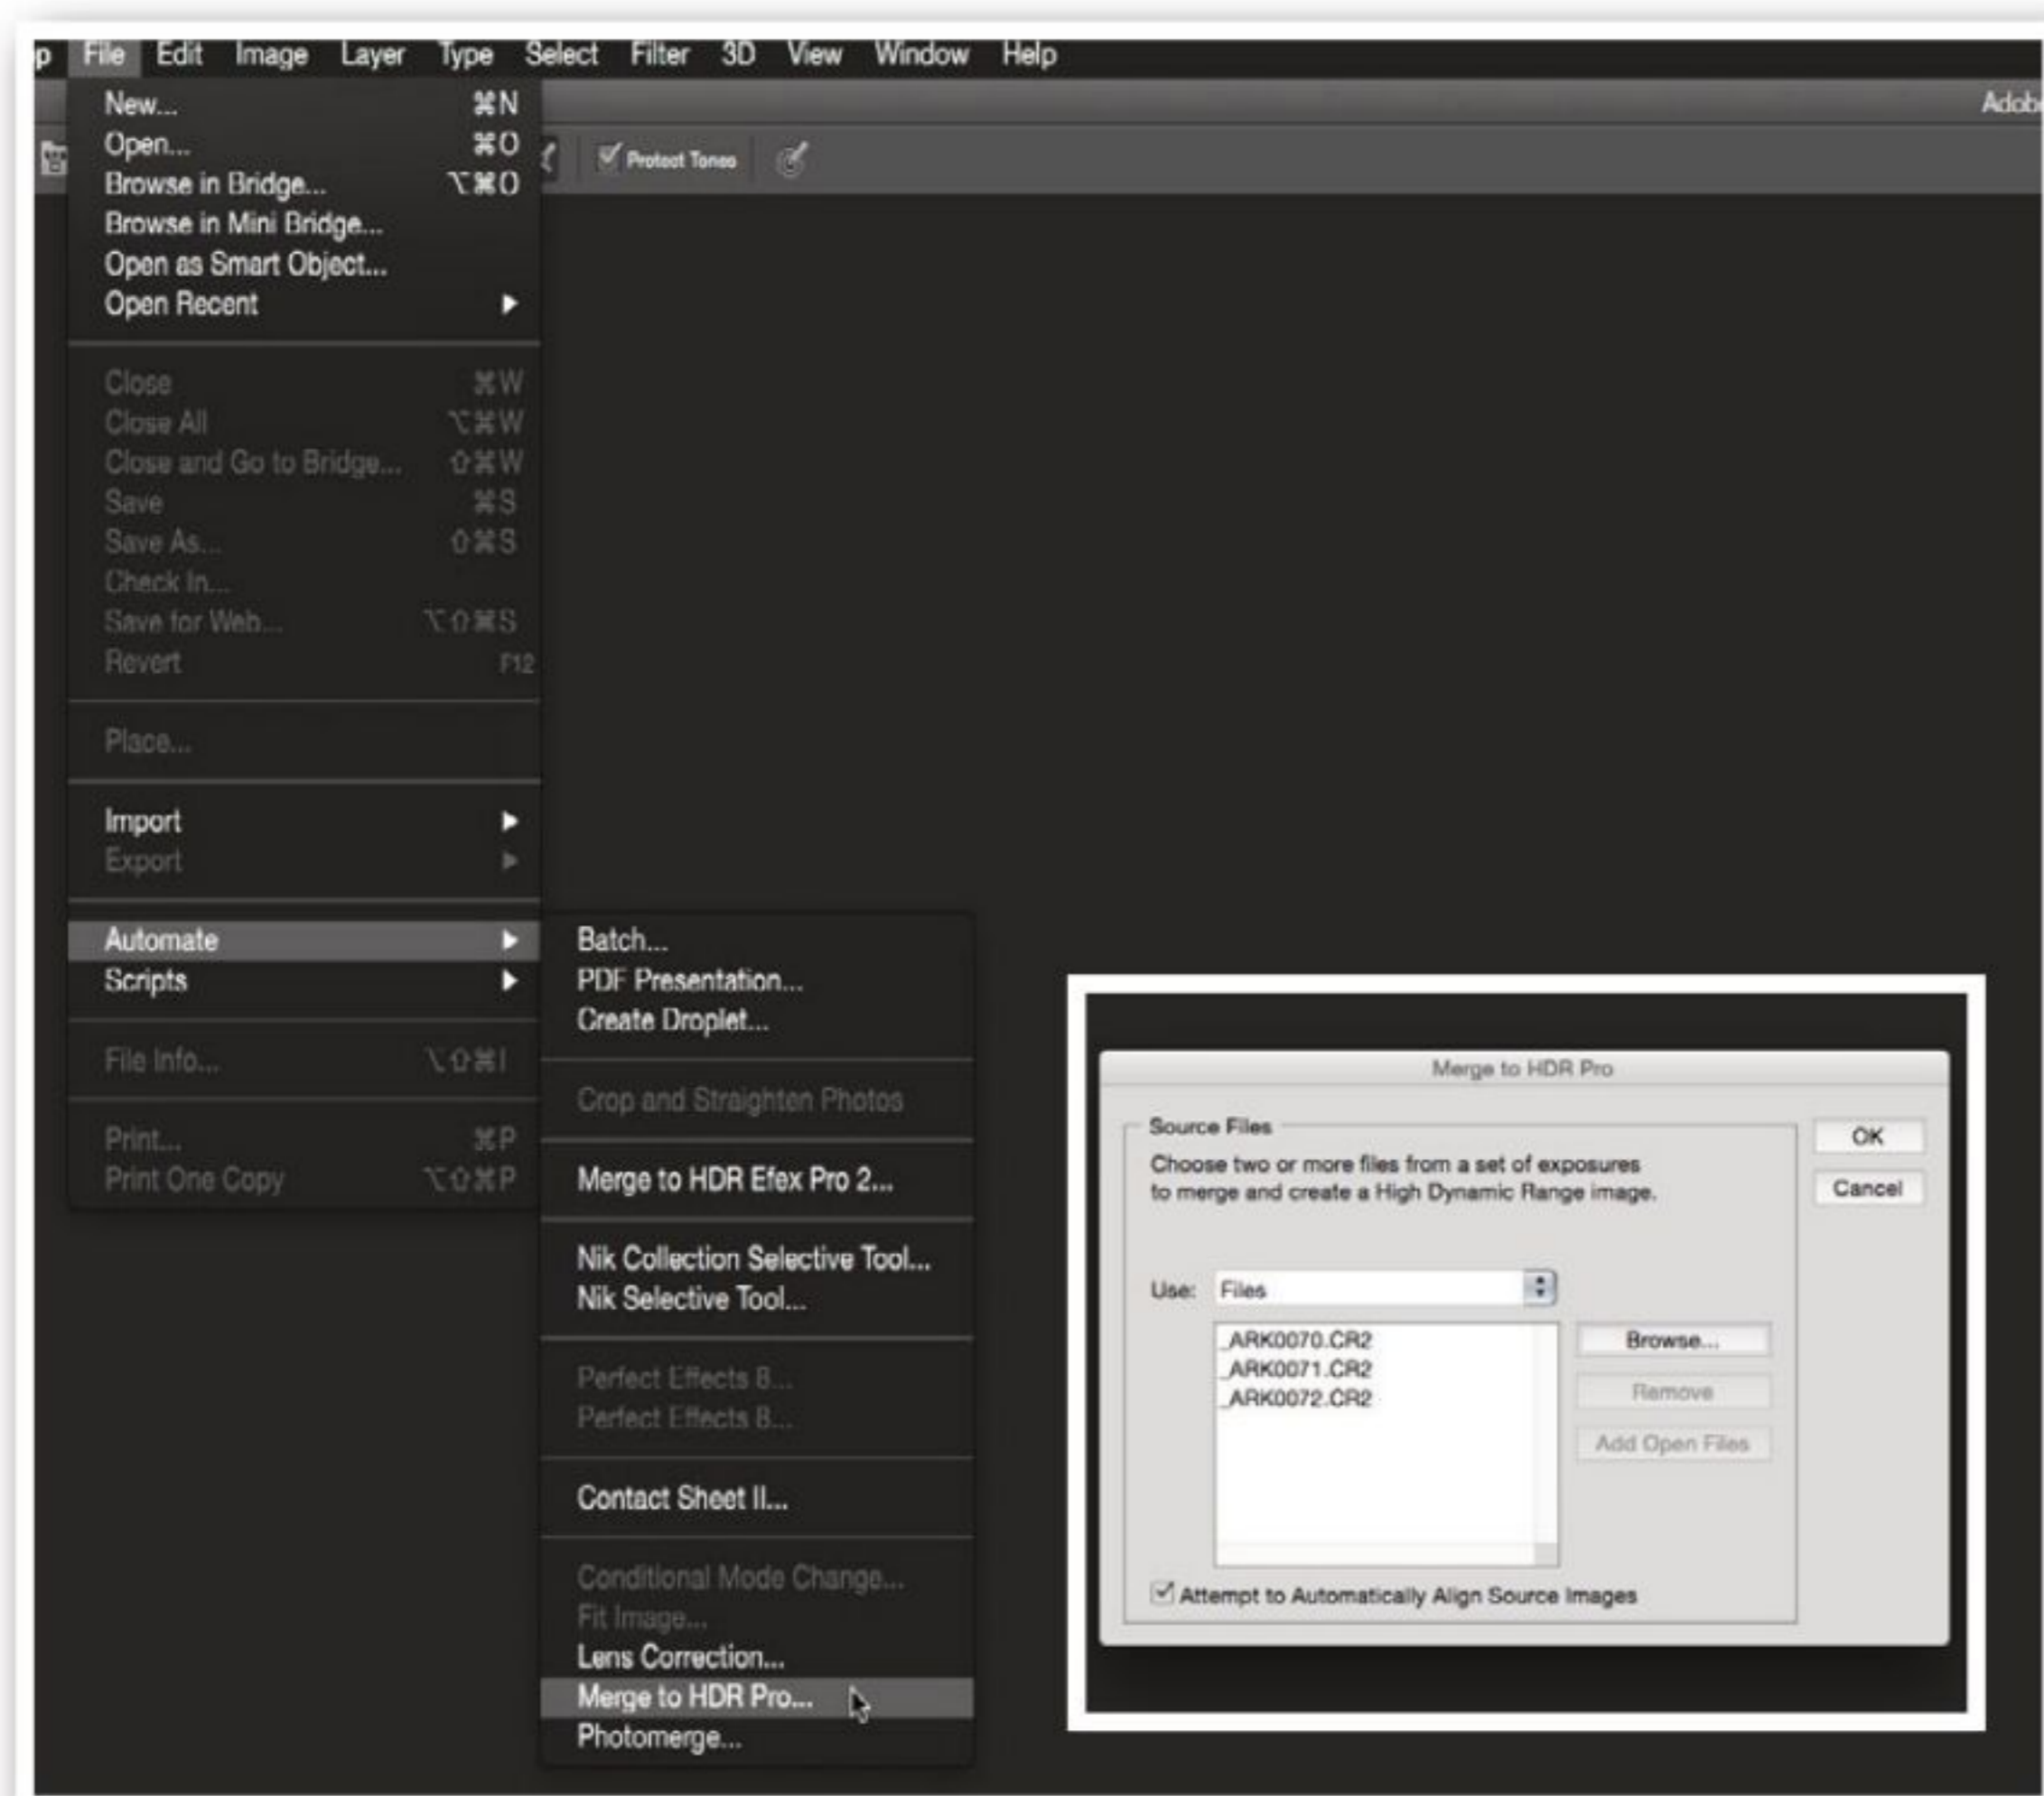 p File Edit Image Layer Type Select Filter 3D View Window Help
Adobe
Protect Tones
New... ⌘N
Open... ⌘O
Browse in Bridge... ⌥⌘O
Browse in Mini Bridge...
Open as Smart Object...
Open Recent
Close ⌘W
Close All ⌥⌘W
Close and Go to Bridge... ⇧⌘W
Save ⌘S
Save As... ⇧⌘S
Check In...
Save for Web... ⌥⇧⌘S
Revert F12
Place...
Import
Export
Automate
Scripts
File Info... ⌥⇧⌘I
Print... ⌘P
Print One Copy ⌥⇧⌘P
Batch...
PDF Presentation...
Create Droplet...
Crop and Straighten Photos
Merge to HDR Efex Pro 2...
Nik Collection Selective Tool...
Nik Selective Tool...
Perfect Effects 8...
Perfect Effects 8...
Contact Sheet II...
Conditional Mode Change...
Fit Image...
Lens Correction...
Merge to HDR Pro...
Photomerge...
Merge to HDR Pro
Source Files
Choose two or more files from a set of exposures
to merge and create a High Dynamic Range image.
OK
Cancel
Use: Files
_ARK0070.CR2
_ARK0071.CR2
_ARK0072.CR2
Browse...
Remove
Add Open Files
Attempt to Automatically Align Source Images